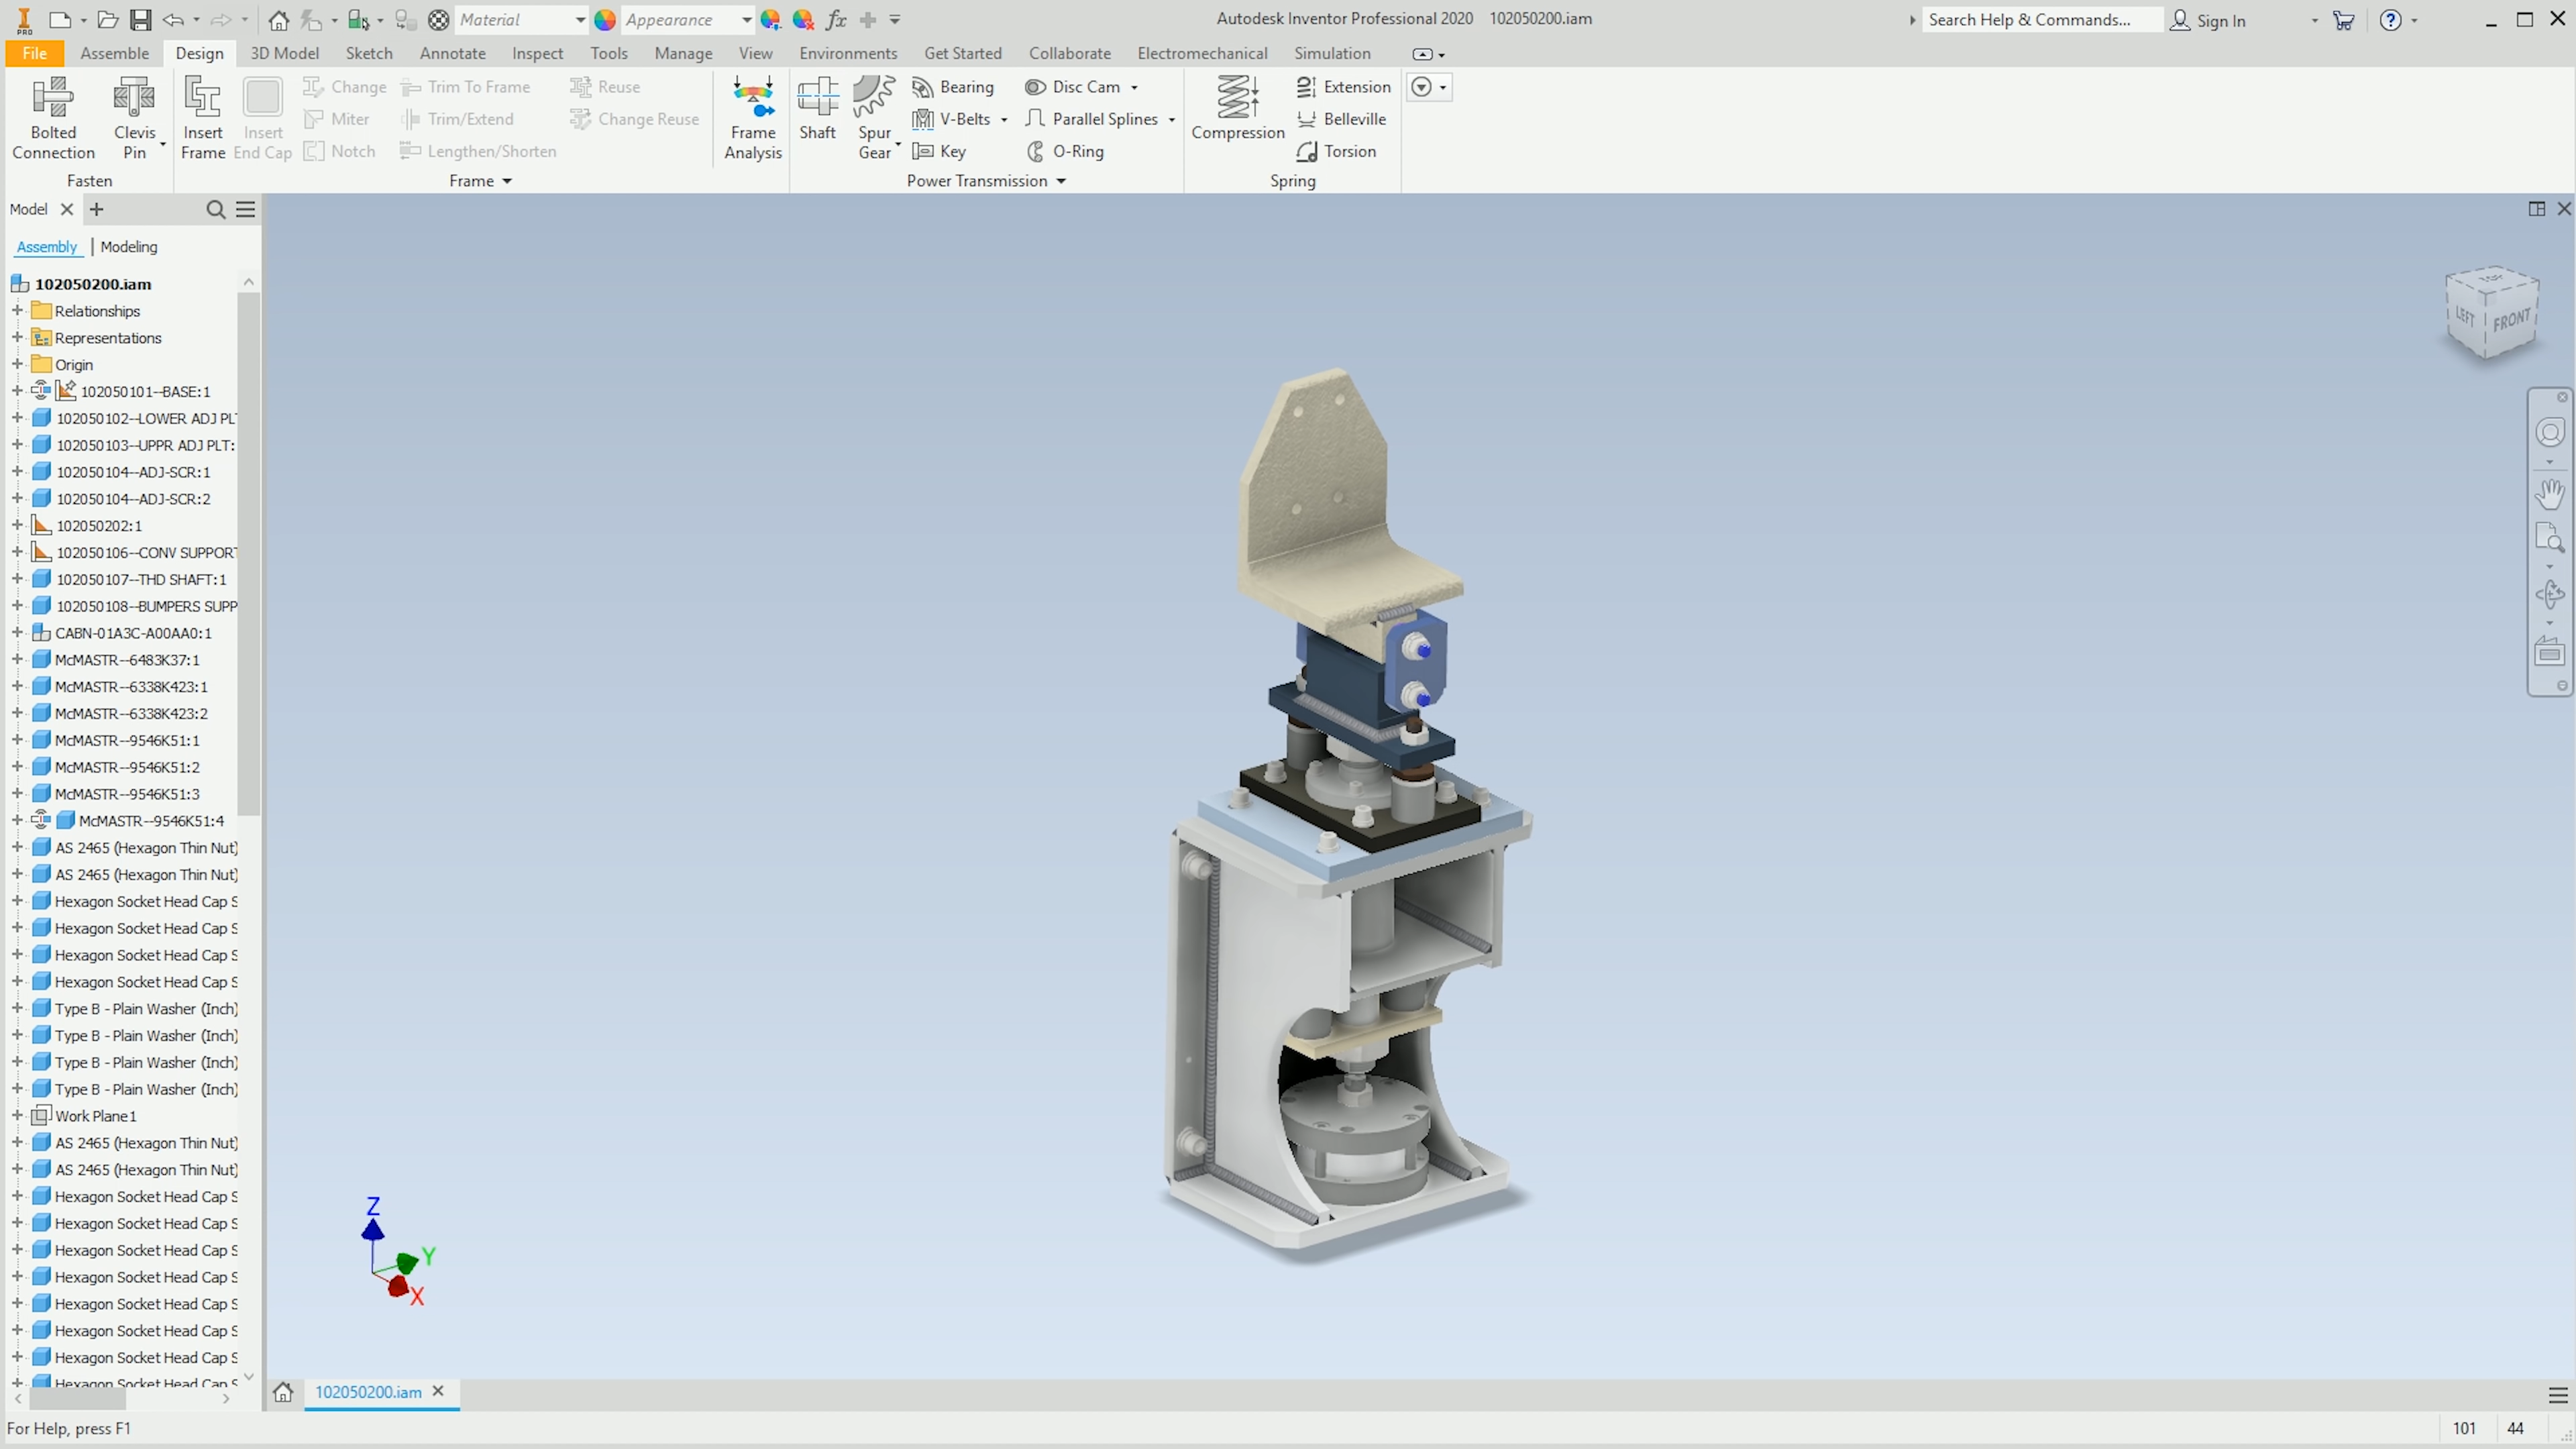 PRO
Material
Appearance
fx
Autodesk Inventor Professional 2020 102050200.iam
Search Help & Commands...
Sign In
File
Assemble
Design
3D Model
Sketch
Annotate
Inspect
Tools
Manage
View
Environments
Get Started
Collaborate
Electromechanical
Simulation
Bolted Connection
Clevis Pin
Fasten
Insert Frame
Insert End Cap
Change
Miter
Notch
Trim To Frame
Trim/Extend
Lengthen/Shorten
Reuse
Change Reuse
Frame
Frame Analysis
Shaft
Spur Gear
Bearing
V-Belts
Key
Disc Cam
Parallel Splines
O-Ring
Power Transmission
Compression
Extension
Belleville
Torsion
Spring
Model
Assembly | Modeling
102050200.iam
Relationships
Representations
Origin
102050101--BASE:1
102050102--LOWER ADJ PL
102050103--UPPR ADJ PLT:
102050104--ADJ-SCR:1
102050104--ADJ-SCR:2
102050202:1
102050106--CONV SUPPORT
102050107--THD SHAFT:1
102050108--BUMPERS SUPP
CABN-01A3C-A00AA0:1
McMASTR--6483K37:1
McMASTR--6338K423:1
McMASTR--6338K423:2
McMASTR--9546K51:1
McMASTR--9546K51:2
McMASTR--9546K51:3
McMASTR--9546K51:4
AS 2465 (Hexagon Thin Nut)
AS 2465 (Hexagon Thin Nut)
Hexagon Socket Head Cap S
Hexagon Socket Head Cap S
Hexagon Socket Head Cap S
Hexagon Socket Head Cap S
Type B - Plain Washer (Inch)
Type B - Plain Washer (Inch)
Type B - Plain Washer (Inch)
Type B - Plain Washer (Inch)
Work Plane1
AS 2465 (Hexagon Thin Nut)
AS 2465 (Hexagon Thin Nut)
Hexagon Socket Head Cap S
Hexagon Socket Head Cap S
Hexagon Socket Head Cap S
Hexagon Socket Head Cap S
Hexagon Socket Head Cap S
Hexagon Socket Head Cap S
Hexagon Socket Head Cap S
Hexagon Socket Head Cap S
TOP
LEFT
FRONT
Z
Y
X
102050200.iam
For Help, press F1
101
44